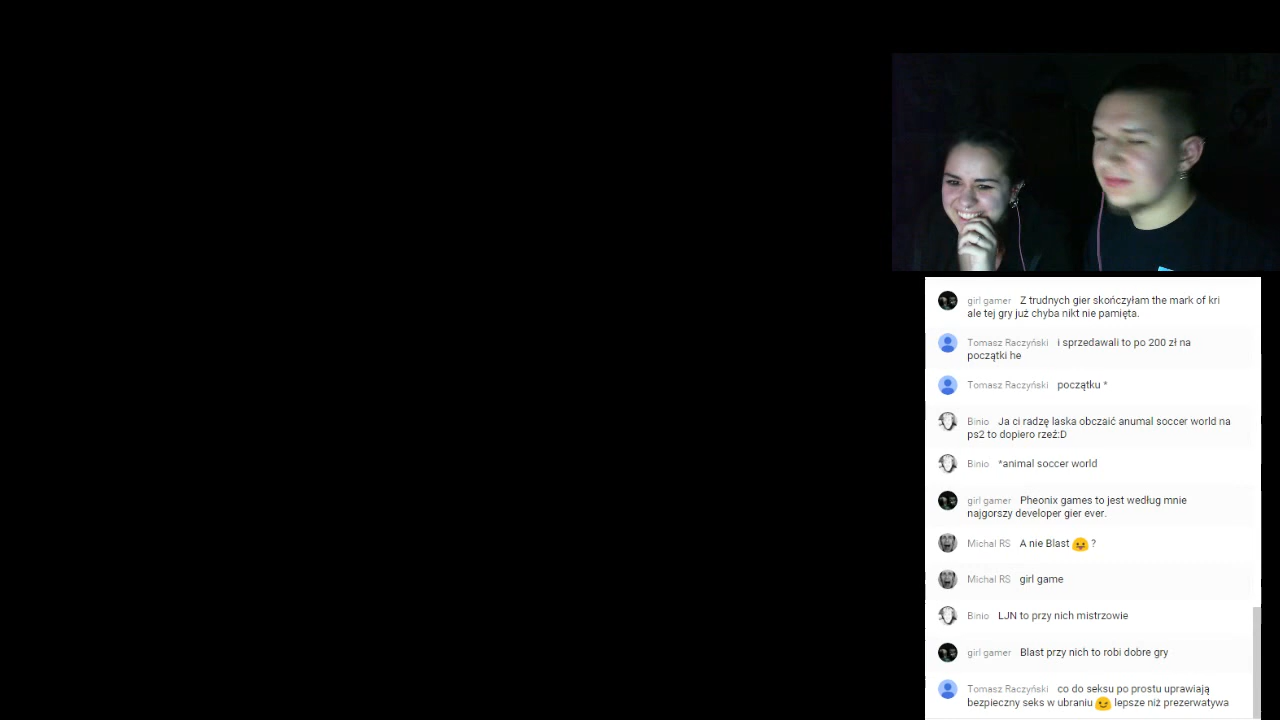 girl gamer Z trudnych gier skończyłam the mark of kri
ale tej gry już chyba nikt nie pamięta.
Tomasz Raczyński i sprzedawali to po 200 zł na
początki he
Tomasz Raczyński początku *
Binio Ja ci radzę laska obczaić anumal soccer world na
ps2 to dopiero rzeź:D
Binio *animal soccer world
girl gamer Pheonix games to jest według mnie
najgorszy developer gier ever.
Michal RS A nie Blast ?
Michal RS girl game
Binio LJN to przy nich mistrzowie
girl gamer Blast przy nich to robi dobre gry
Tomasz Raczyński co do seksu po prostu uprawiają
bezpieczny seks w ubraniu lepsze niż prezerwatywa